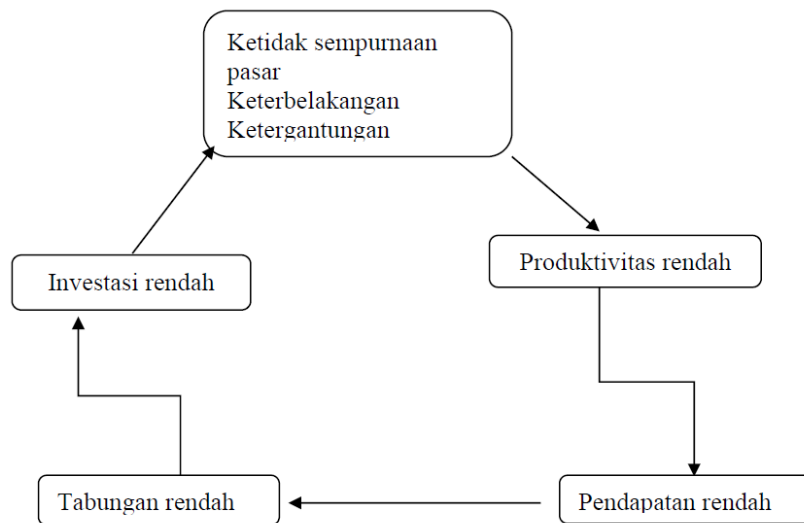 Ketidak sempurnaan
pasar
Keterbelakangan
Ketergantungan
Investasi rendah
Produktivitas rendah
Tabungan rendah
Pendapatan rendah